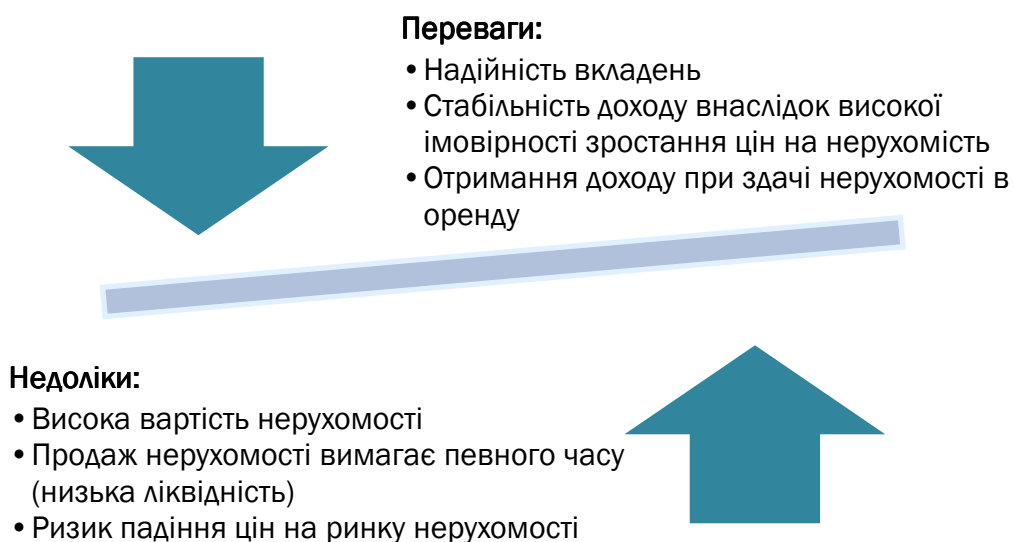 Переваги:
•Надійність вкладень
•Стабільність доходу внаслідок високої
імовірності зростання цін на нерухомість
•Отримання доходу при здачі нерухомості в
оренду
Недоліки:
•Висока вартість нерухомості
•Продаж нерухомості вимагає певного часу
(низька ліквідність)
•Ризик падіння цін на ринку нерухомості